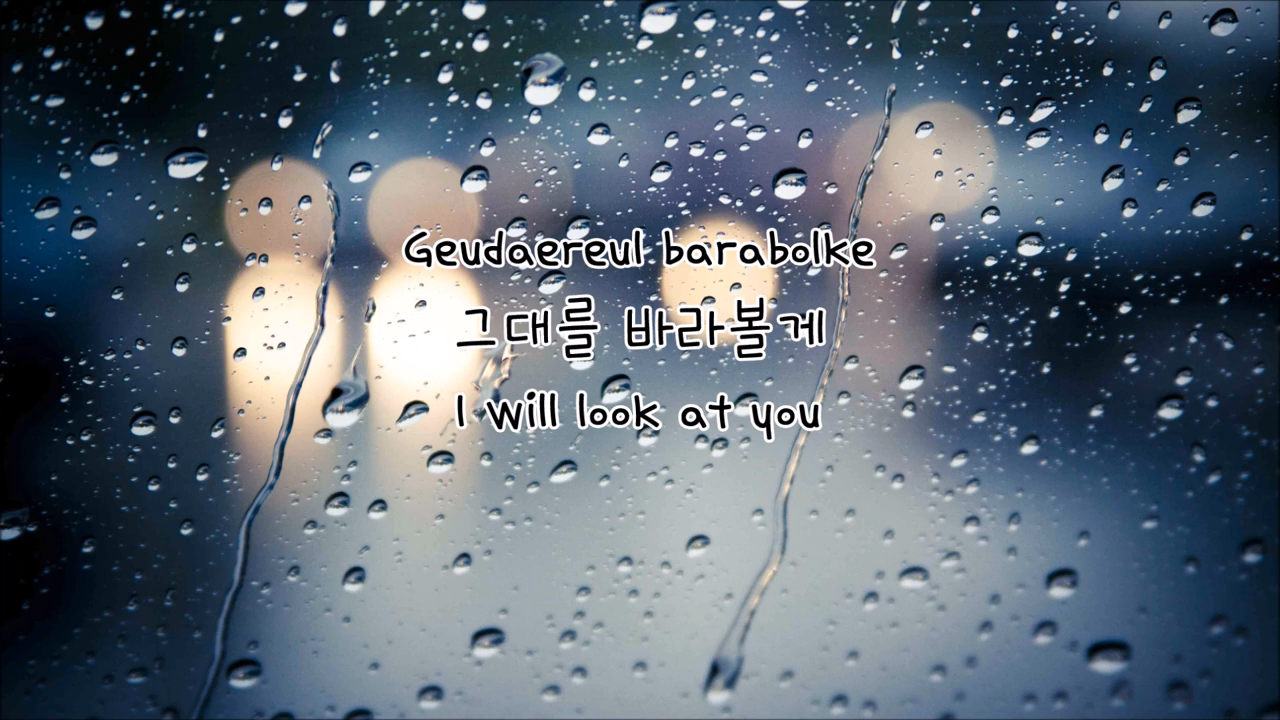 Geudaereul barabolke
그대를 바라볼게
I will look at you